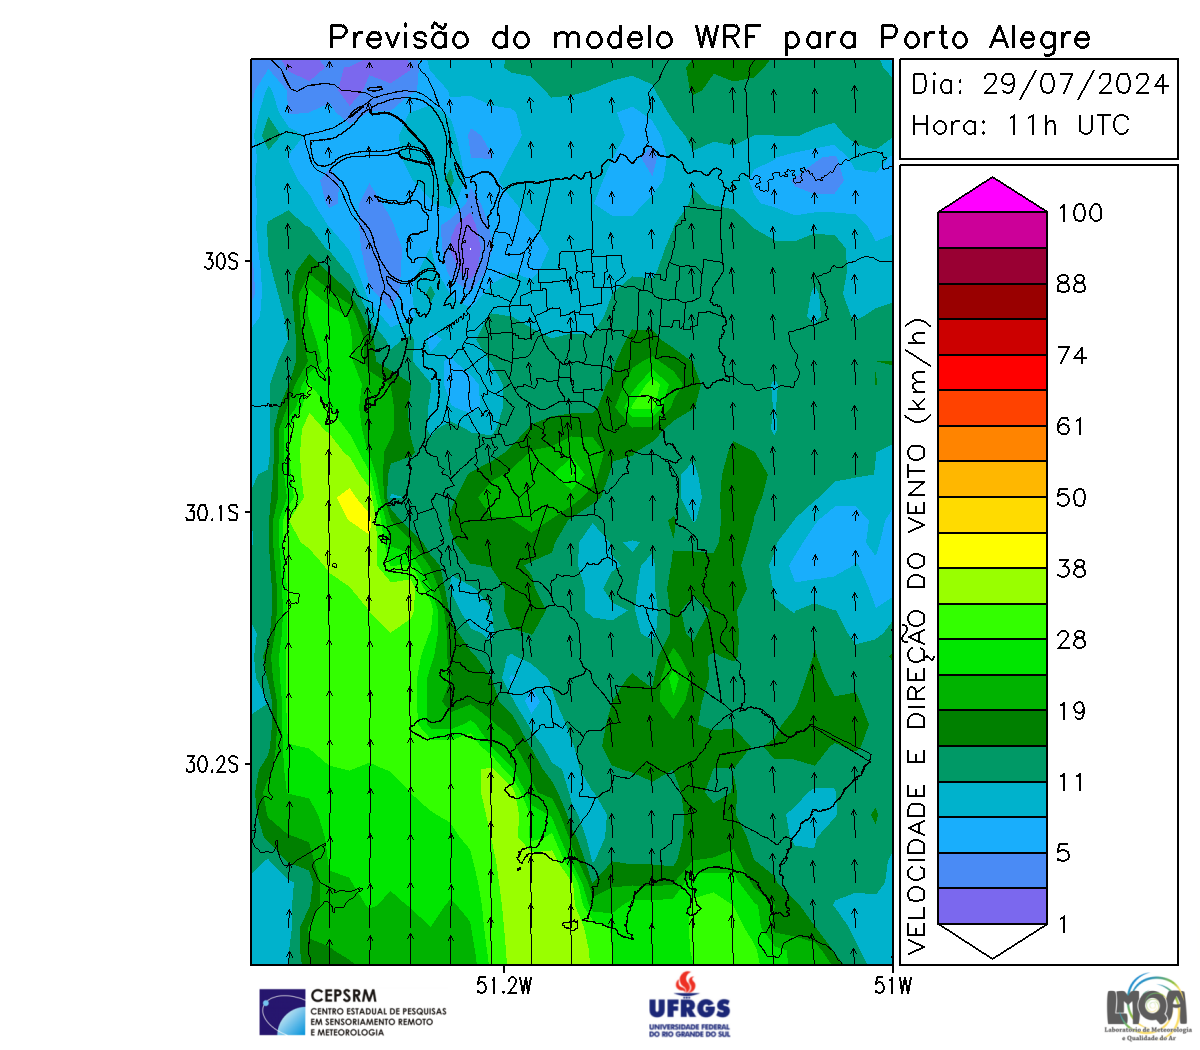 Previsão do modelo WRF para Porto Alegre
Dia: 29/07/2024
Hora: 11h UTC
100
88
74
61
50
38
28
19
11
5
1
VELOCIDADE E DIREÇÃO DO VENTO (km/h)
30S
30.1S
30.2S
51.2W
51W
CEPSRM
CENTRO ESTADUAL DE PESQUISAS
EM SENSORIAMENTO REMOTO
E METEOROLOGIA
UFRGS
UNIVERSIDADE FEDERAL
DO RIO GRANDE DO SUL
LMQA
Laboratório de Meteorologia
e Qualidade do Ar